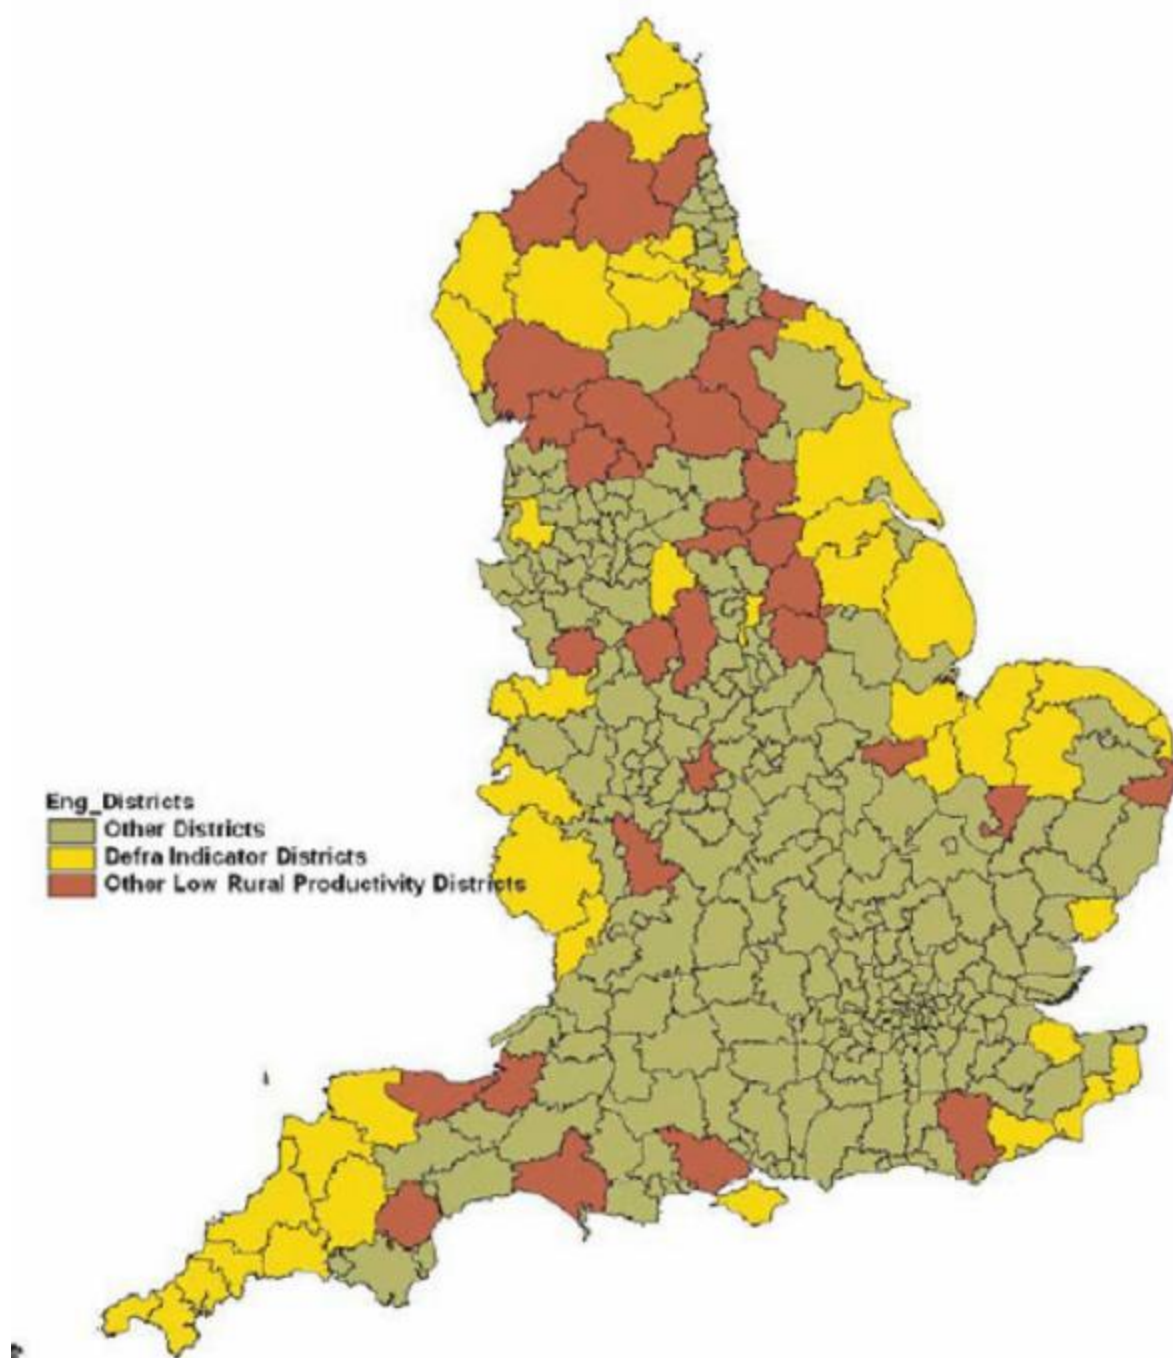 Eng_Districts
Other Districts
Defra Indicator Districts
Other Low Rural Productivity Districts